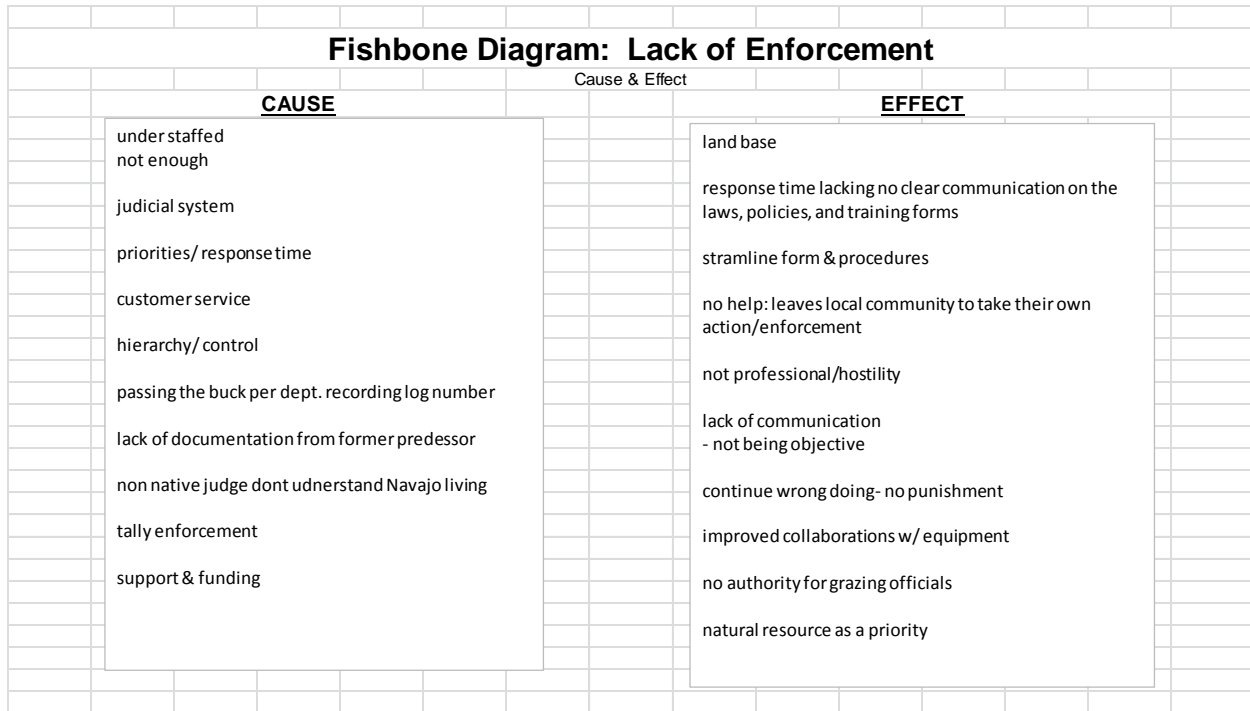 Fishbone Diagram: Lack of Enforcement
Cause & Effect
CAUSE
under staffed
not enough
judicial system
priorities/ response time
customer service
hierarchy/ control
passing the buck per dept. recording log number
lack of documentation from former predessor
non native judge dont udnerstand Navajo living
tally enforcement
support & funding
EFFECT
land base
response time lacking no clear communication on the
laws, policies, and training forms
stramline form & procedures
no help: leaves local community to take their own
action/enforcement
not professional/hostility
lack of communication
- not being objective
continue wrong doing- no punishment
improved collaborations w/ equipment
no authority for grazing officials
natural resource as a priority